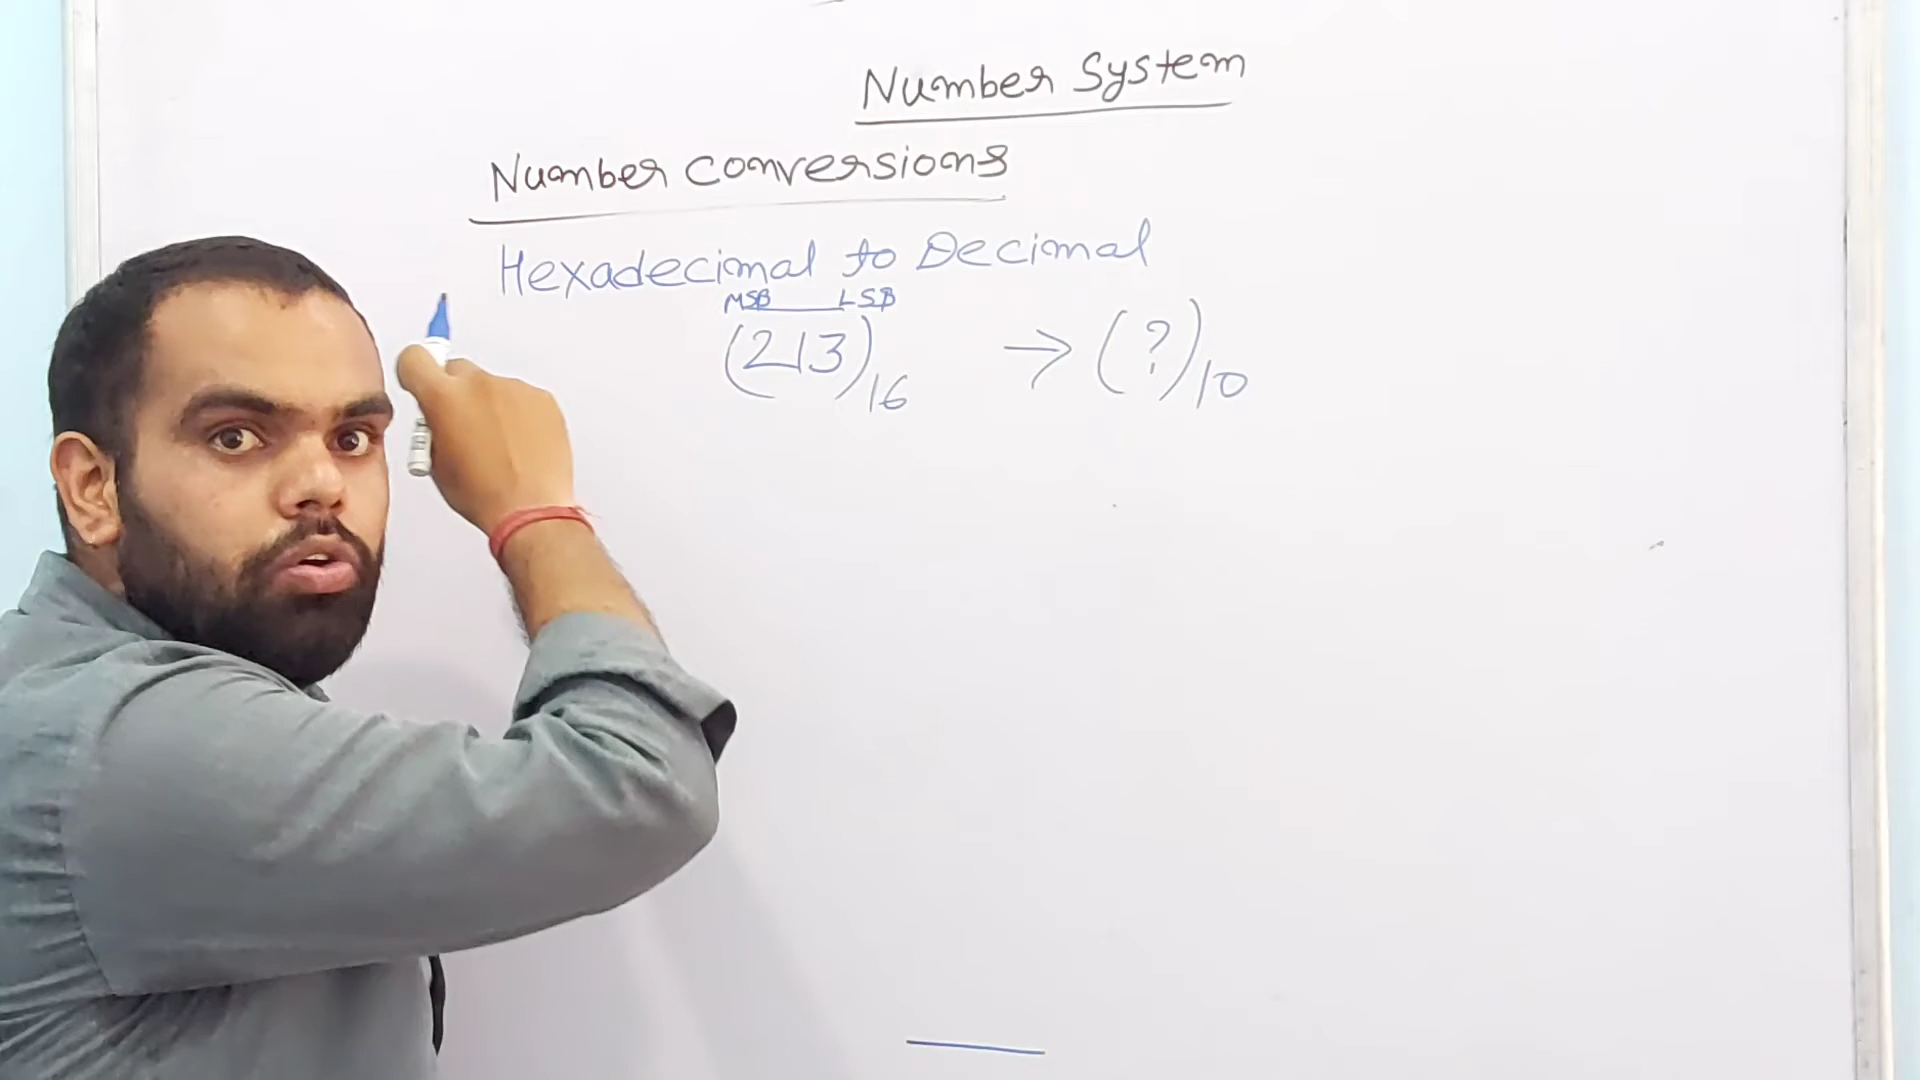 Number System
Number Conversions
Hexadecimal to Decimal
MSB LSB
(213)16 → (?)10